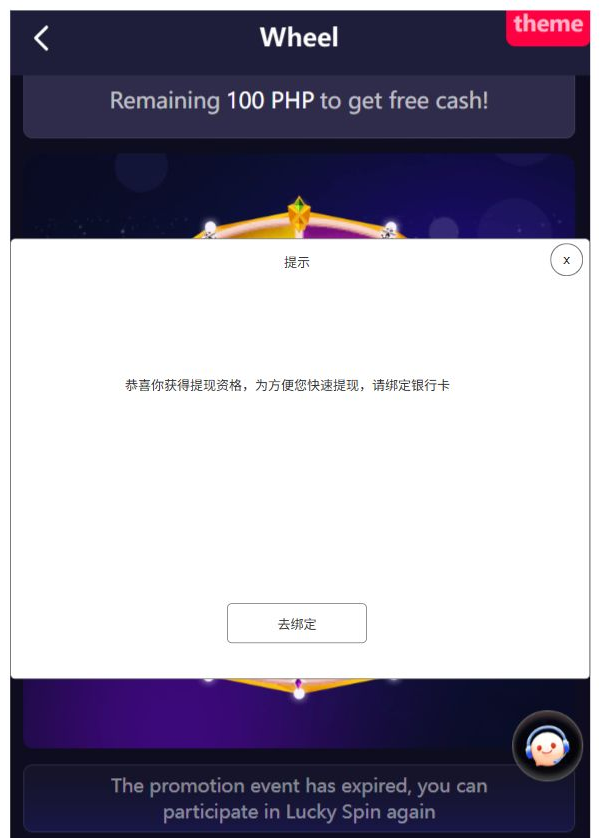 Wheel
theme
Remaining 100 PHP to get free cash!
提示
x
恭喜你获得提现资格，为方便您快速提现，请绑定银行卡
去绑定
The promotion event has expired, you can
participate in Lucky Spin again